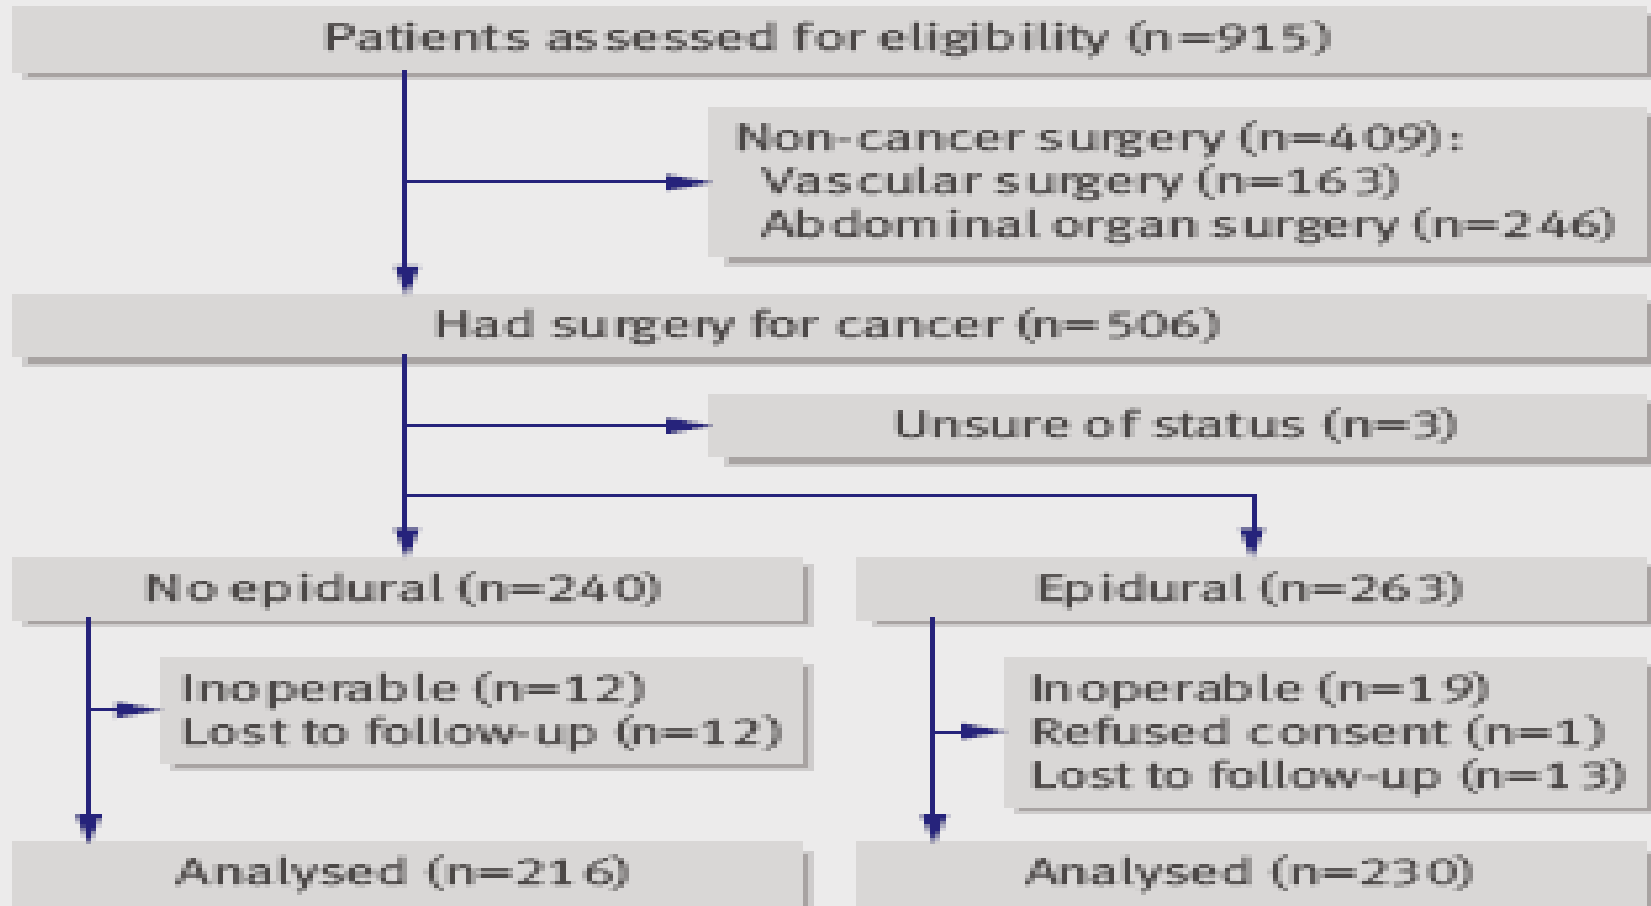 Patients assessed for eligibility (n=915)
Non-cancer surgery (n=409):
Vascular surgery (n=163)
Abdominal organ surgery (n=246)
Had surgery for cancer (n=506)
Unsure of status (n=3)
No epidural (n=240)
Epidural (n=263)
Inoperable (n=12)
Lost to follow-up (n=12)
Inoperable (n=19)
Refused consent (n=1)
Lost to follow-up (n=13)
Analysed (n=216)
Analysed (n=230)